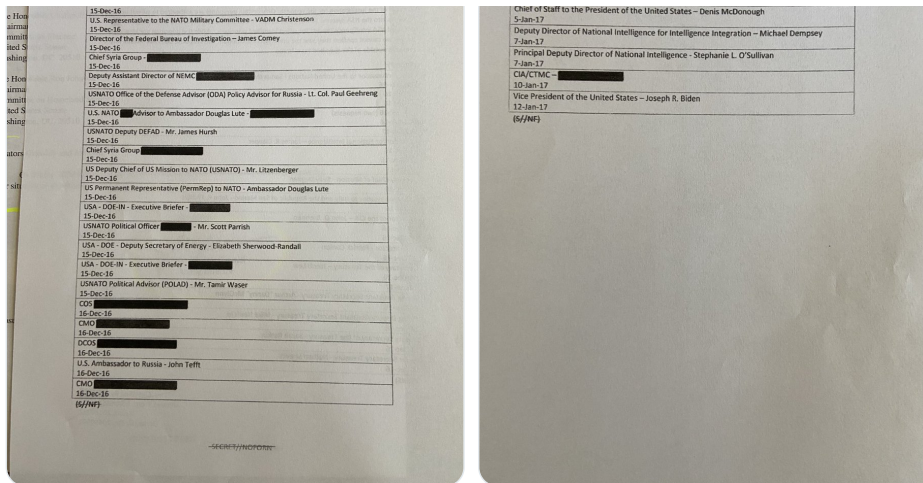 e Hon
airma
mmitt
ited S
shing
e Hon
airma
mmitt
ited S
shing
ators
r sit
15-Dec-16
U.S. Representative to the NATO Military Committee - VADM Christenson
15-Dec-16
Director of the Federal Bureau of Investigation – James Comey
15-Dec-16
Chief Syria Group -
15-Dec-16
Deputy Assistant Director of NEMC
15-Dec-16
USNATO Office of the Defense Advisor (ODA) Policy Advisor for Russia - Lt. Col. Paul Geehreng
15-Dec-16
U.S. NATO Advisor to Ambassador Douglas Lute -
15-Dec-16
USNATO Deputy DEFAD - Mr. James Hursh
15-Dec-16
Chief Syria Group
15-Dec-16
US Deputy Chief of US Mission to NATO (USNATO) - Mr. Litzenberger
15-Dec-16
US Permanent Representative (PermRep) to NATO - Ambassador Douglas Lute
15-Dec-16
USA - DOE-IN - Executive Briefer -
15-Dec-16
USNATO Political Officer - Mr. Scott Parrish
15-Dec-16
USA - DOE - Deputy Secretary of Energy - Elizabeth Sherwood-Randall
15-Dec-16
USA - DOE-IN - Executive Briefer -
15-Dec-16
USNATO Political Advisor (POLAD) - Mr. Tamir Waser
15-Dec-16
COS
16-Dec-16
CMO
16-Dec-16
DCOS
16-Dec-16
U.S. Ambassador to Russia - John Tefft
16-Dec-16
CMO
16-Dec-16
(S//NF)
SECRET//NOFORN
Chief of Staff to the President of the United States – Denis McDonough
5-Jan-17
Deputy Director of National Intelligence for Intelligence Integration – Michael Dempsey
7-Jan-17
Principal Deputy Director of National Intelligence - Stephanie L. O'Sullivan
7-Jan-17
CIA/CTMC –
10-Jan-17
Vice President of the United States – Joseph R. Biden
12-Jan-17
(S//NF)